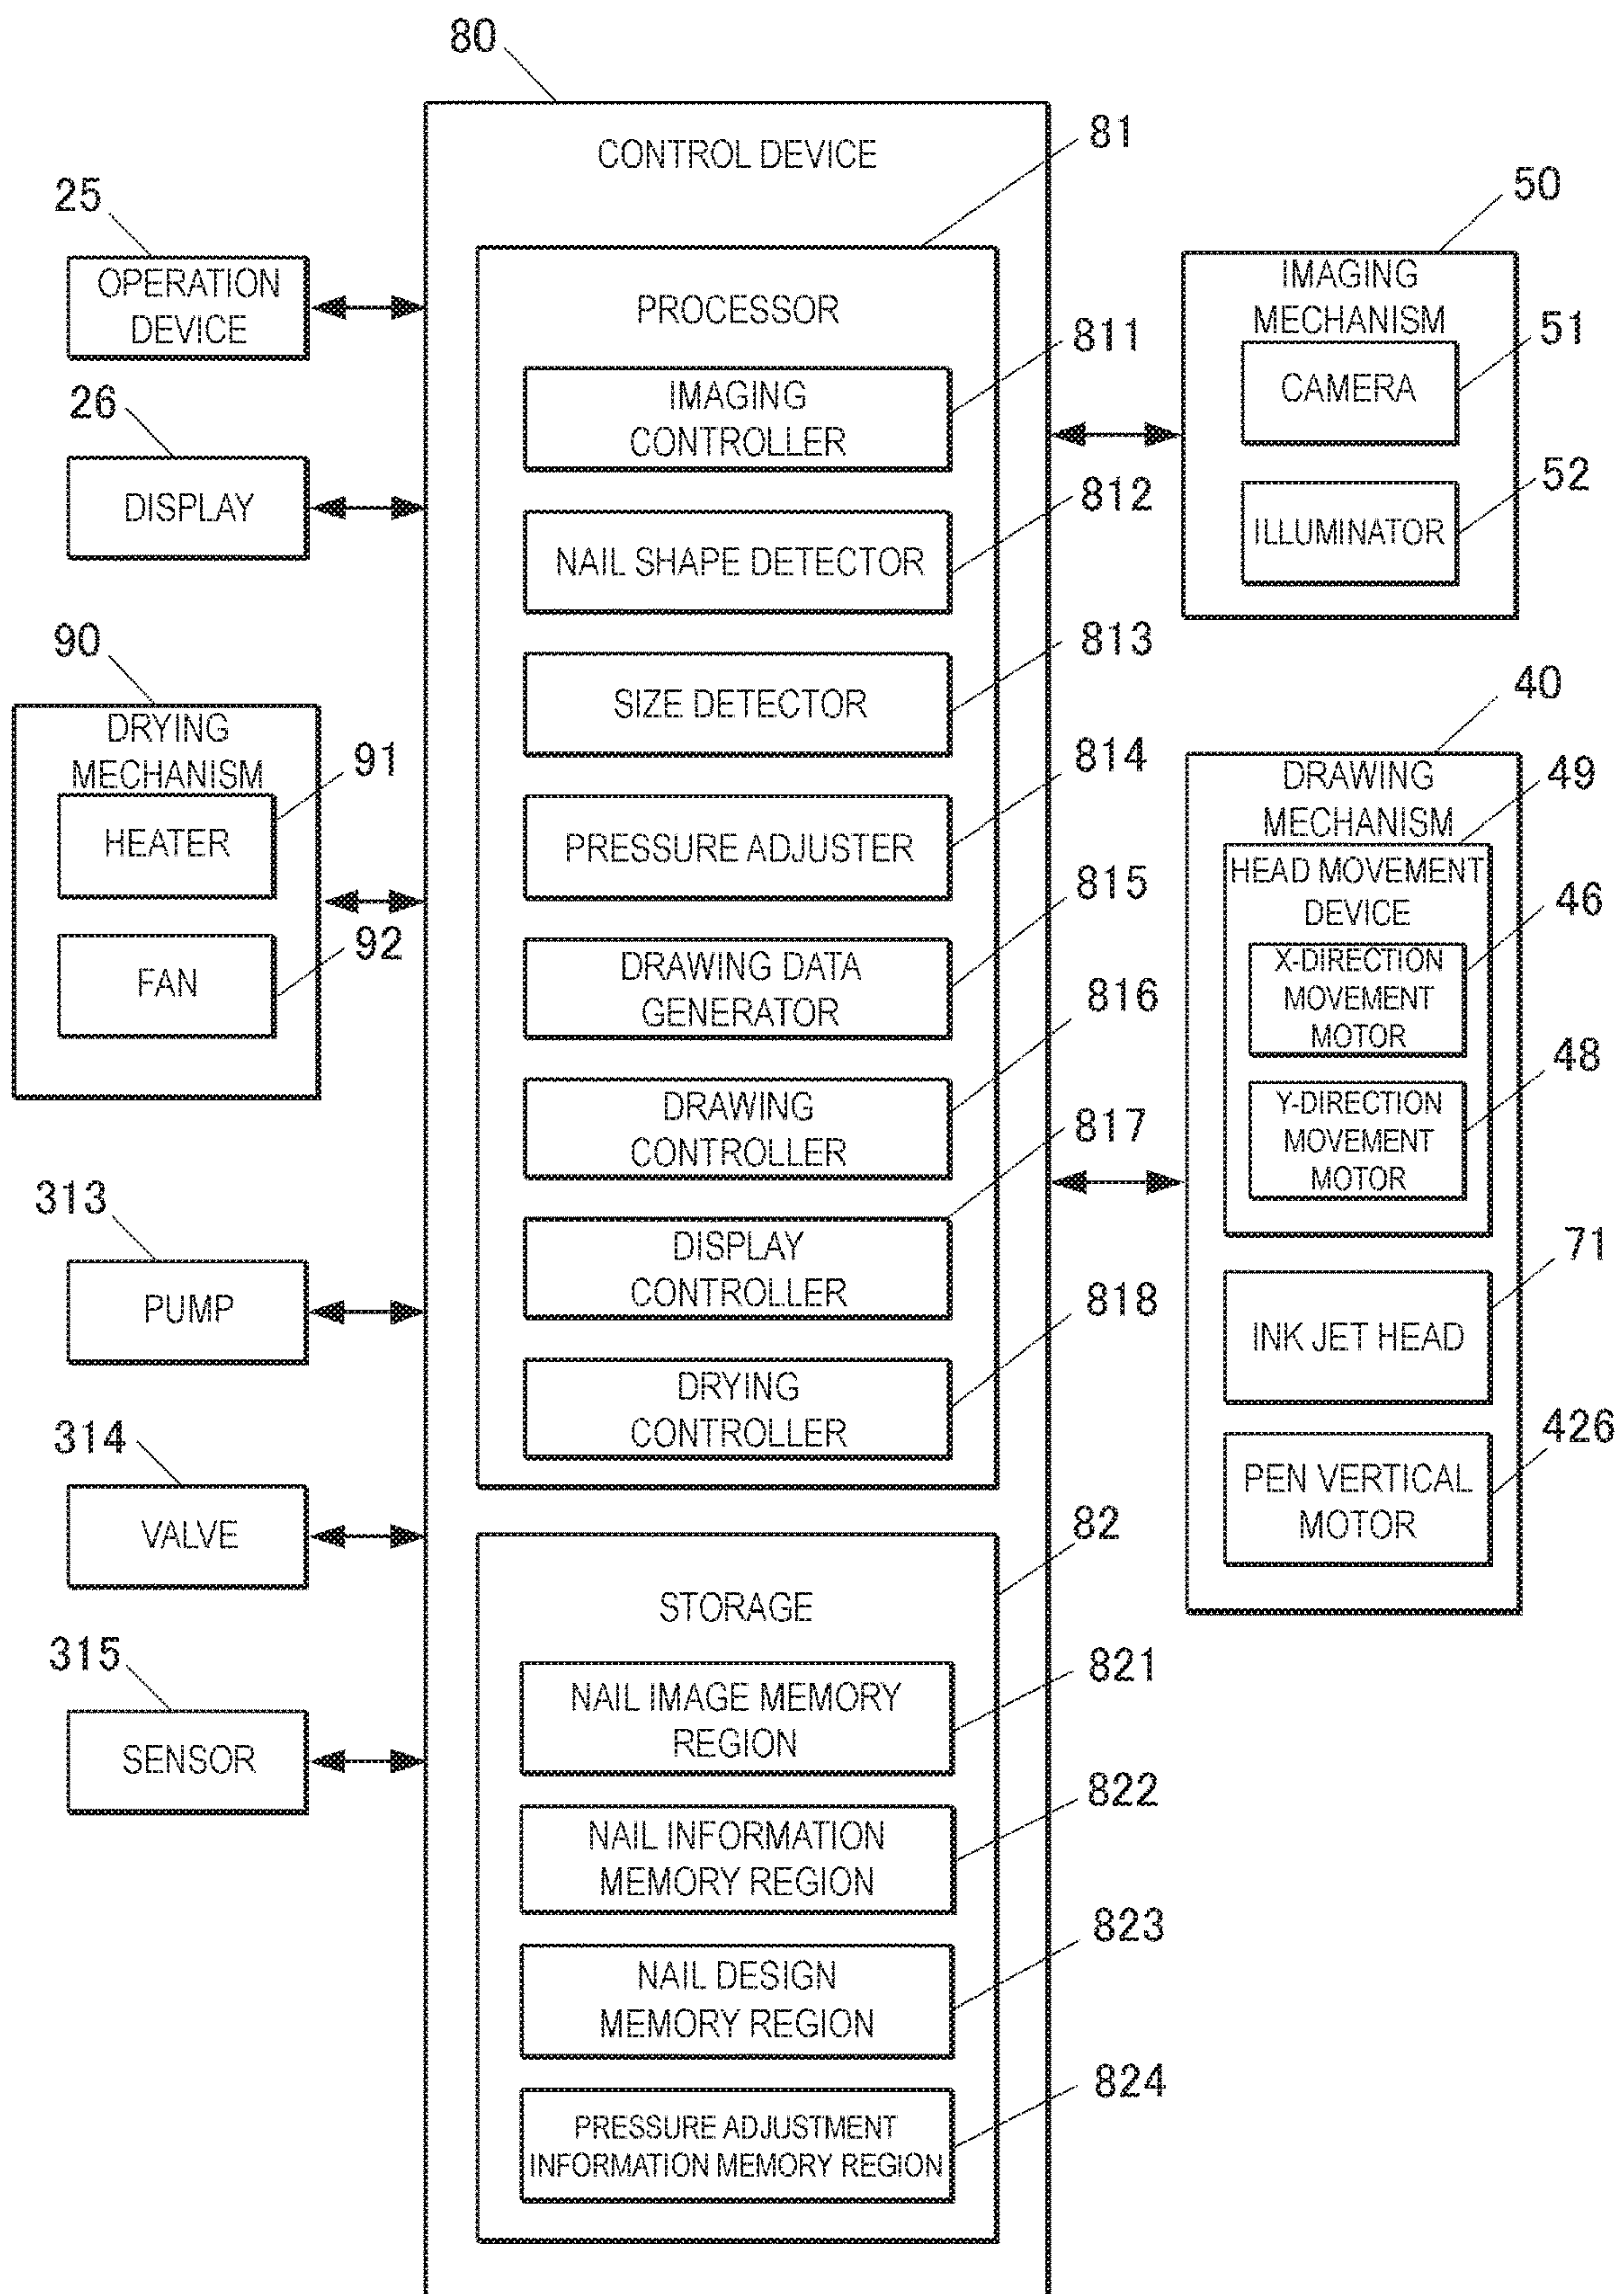 80
CONTROL DEVICE
81
PROCESSOR
811
IMAGING
CONTROLLER
812
NAIL SHAPE DETECTOR
813
SIZE DETECTOR
814
PRESSURE ADJUSTER
815
DRAWING DATA
GENERATOR
816
DRAWING
CONTROLLER
817
DISPLAY
CONTROLLER
818
DRYING
CONTROLLER
82
STORAGE
821
NAIL IMAGE MEMORY
REGION
822
NAIL INFORMATION
MEMORY REGION
823
NAIL DESIGN
MEMORY REGION
824
PRESSURE ADJUSTMENT
INFORMATION MEMORY REGION
25
OPERATION
DEVICE
26
DISPLAY
90
DRYING
MECHANISM
91
HEATER
92
FAN
313
PUMP
314
VALVE
315
SENSOR
50
IMAGING
MECHANISM
51
CAMERA
52
ILLUMINATOR
40
DRAWING
MECHANISM
49
HEAD MOVEMENT
DEVICE
46
X-DIRECTION
MOVEMENT
MOTOR
48
Y-DIRECTION
MOVEMENT
MOTOR
71
INK JET HEAD
426
PEN VERTICAL
MOTOR